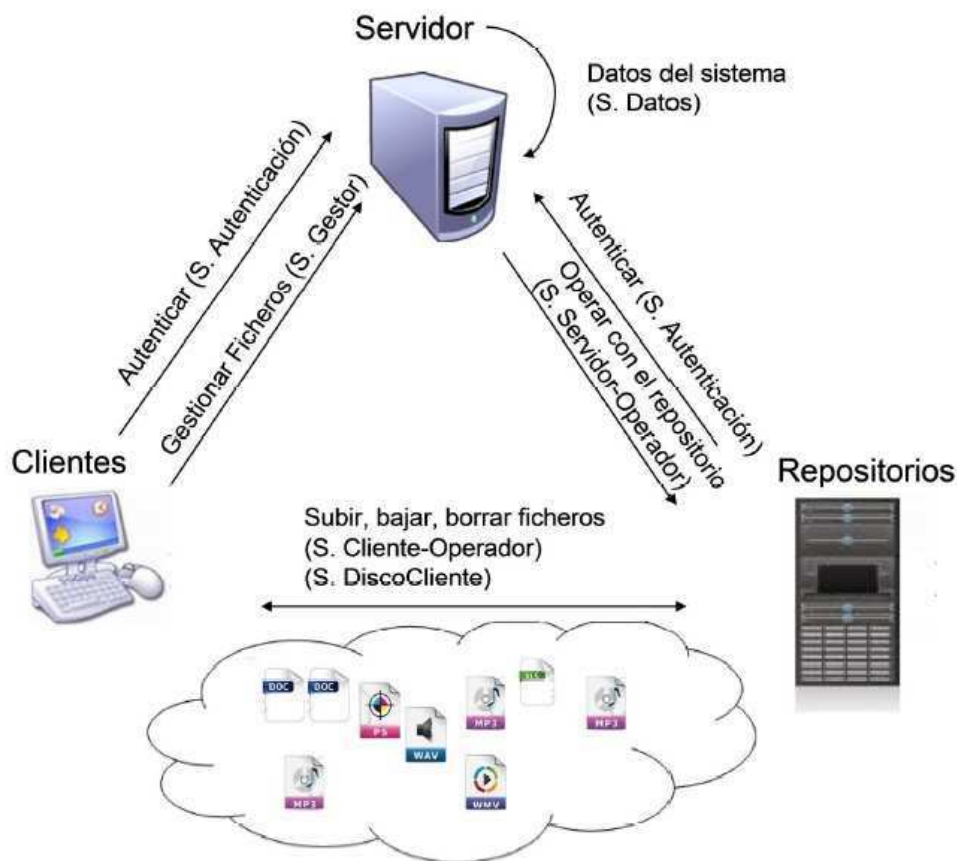 Servidor
Datos del sistema
(S. Datos)
Autenticar (S. Autenticación)
Gestionar Ficheros (S. Gestor)
Autenticar (S. Autenticación)
Operar con el repositorio
(S. Servidor-Operador)
Clientes
Repositorios
Subir, bajar, borrar ficheros
(S. Cliente-Operador)
(S. DiscoCliente)
DOC
DOC
PS
WAV
MP3
MP3
MP3
WMV